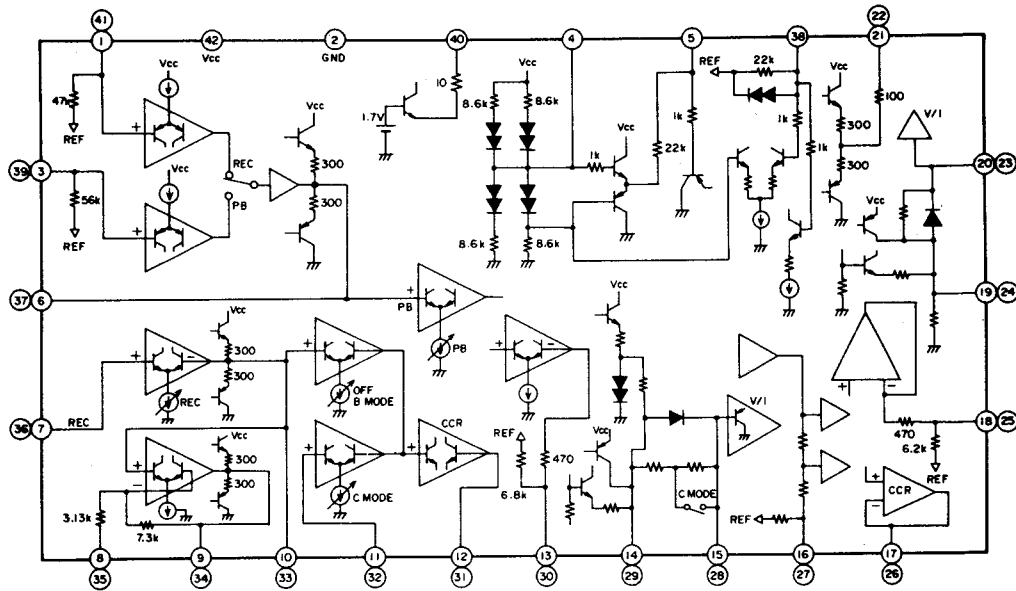 41 22
1 42 2 40 4 5 38 21
Vcc GND
47k REF
Vcc
Vcc
10
1.7V
Vcc
8.6k 8.6k
REF 22k
1k
1k
Vcc
100
300
300
V/I
39 3
56k
REF
REC
PB
300
300
Vcc
1k
22k
1k
8.6k 8.6k
20 23
Vcc
37 6
PB
PB
19 24
Vcc
300
300
REC
36 7 REC
OFF
B MODE
Vcc
V/I
18 25
470
6.2k
REF
Vcc
300
300
CCR
C MODE
REF
6.8k
470
Vcc
C MODE
REF
CCR
3.13k
7.3k
8 9 10 11 12 13 14 15 16 17
35 34 33 32 31 30 29 28 27 26